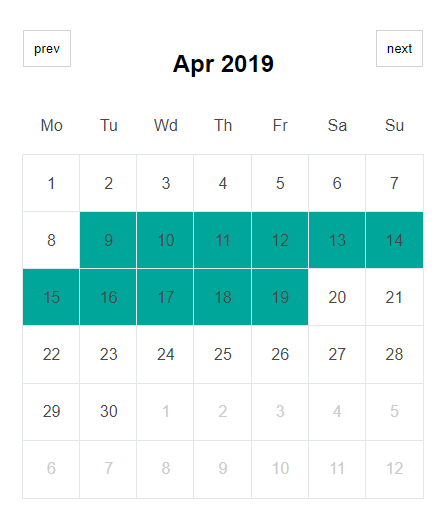 prev
next
Apr 2019
Mo Tu Wd Th Fr Sa Su
1 2 3 4 5 6 7
8 9 10 11 12 13 14
15 16 17 18 19 20 21
22 23 24 25 26 27 28
29 30 1 2 3 4 5
6 7 8 9 10 11 12